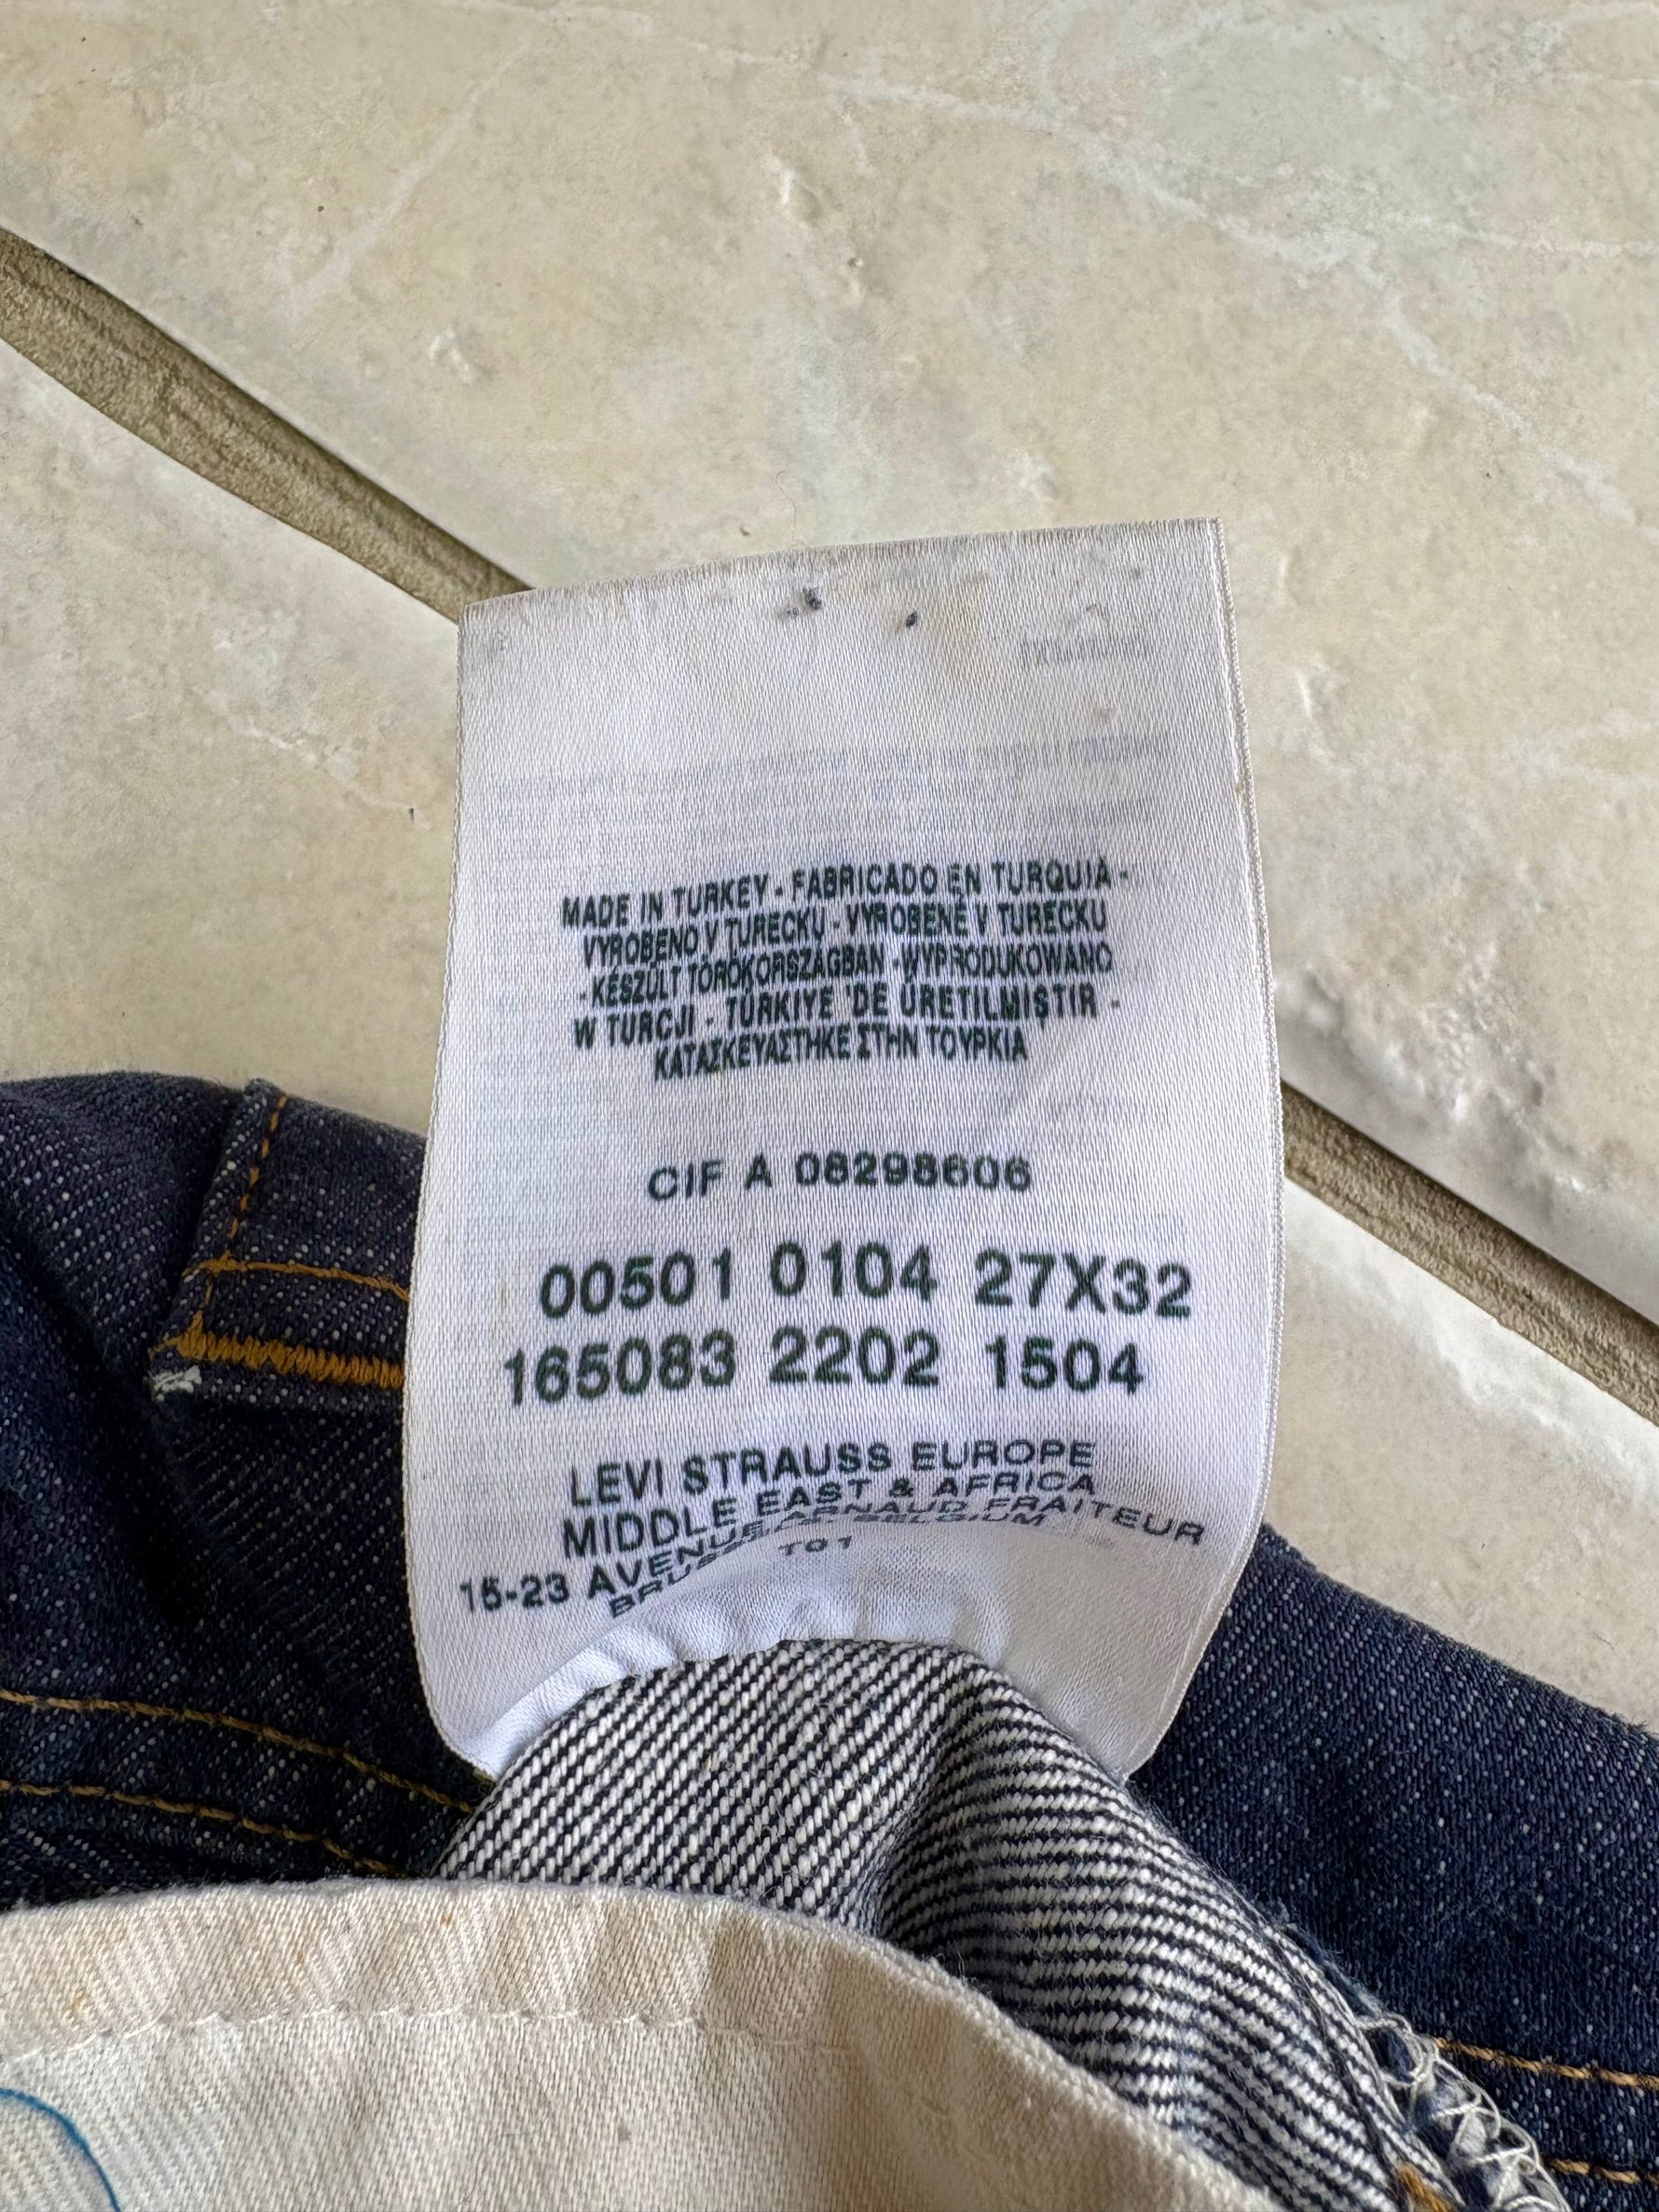 MADE IN TURKEY - FABRICADO EN TURQUIA -
VYROBENO V TURECKU - VYROBENÉ V TURECKU
- KÉSZÜLT TÖRÖKORSZÁGBAN - WYPRODUKOWANO
W TURCJI - TÜRKIYE 'DE ÜRETILMIŞTIR -
ΚΑΤΑΣΚΕΥΑΣΤΗΚΕ ΣΤΗΝ ΤΟΥΡΚΙΑ
CIF A 08298606
00501 0104 27X32
165083 2202 1504
LEVI STRAUSS EUROPE
MIDDLE EAST & AFRICA
15-23 AVENUE ARNAUD FRAITEUR
BELGIUM
T01